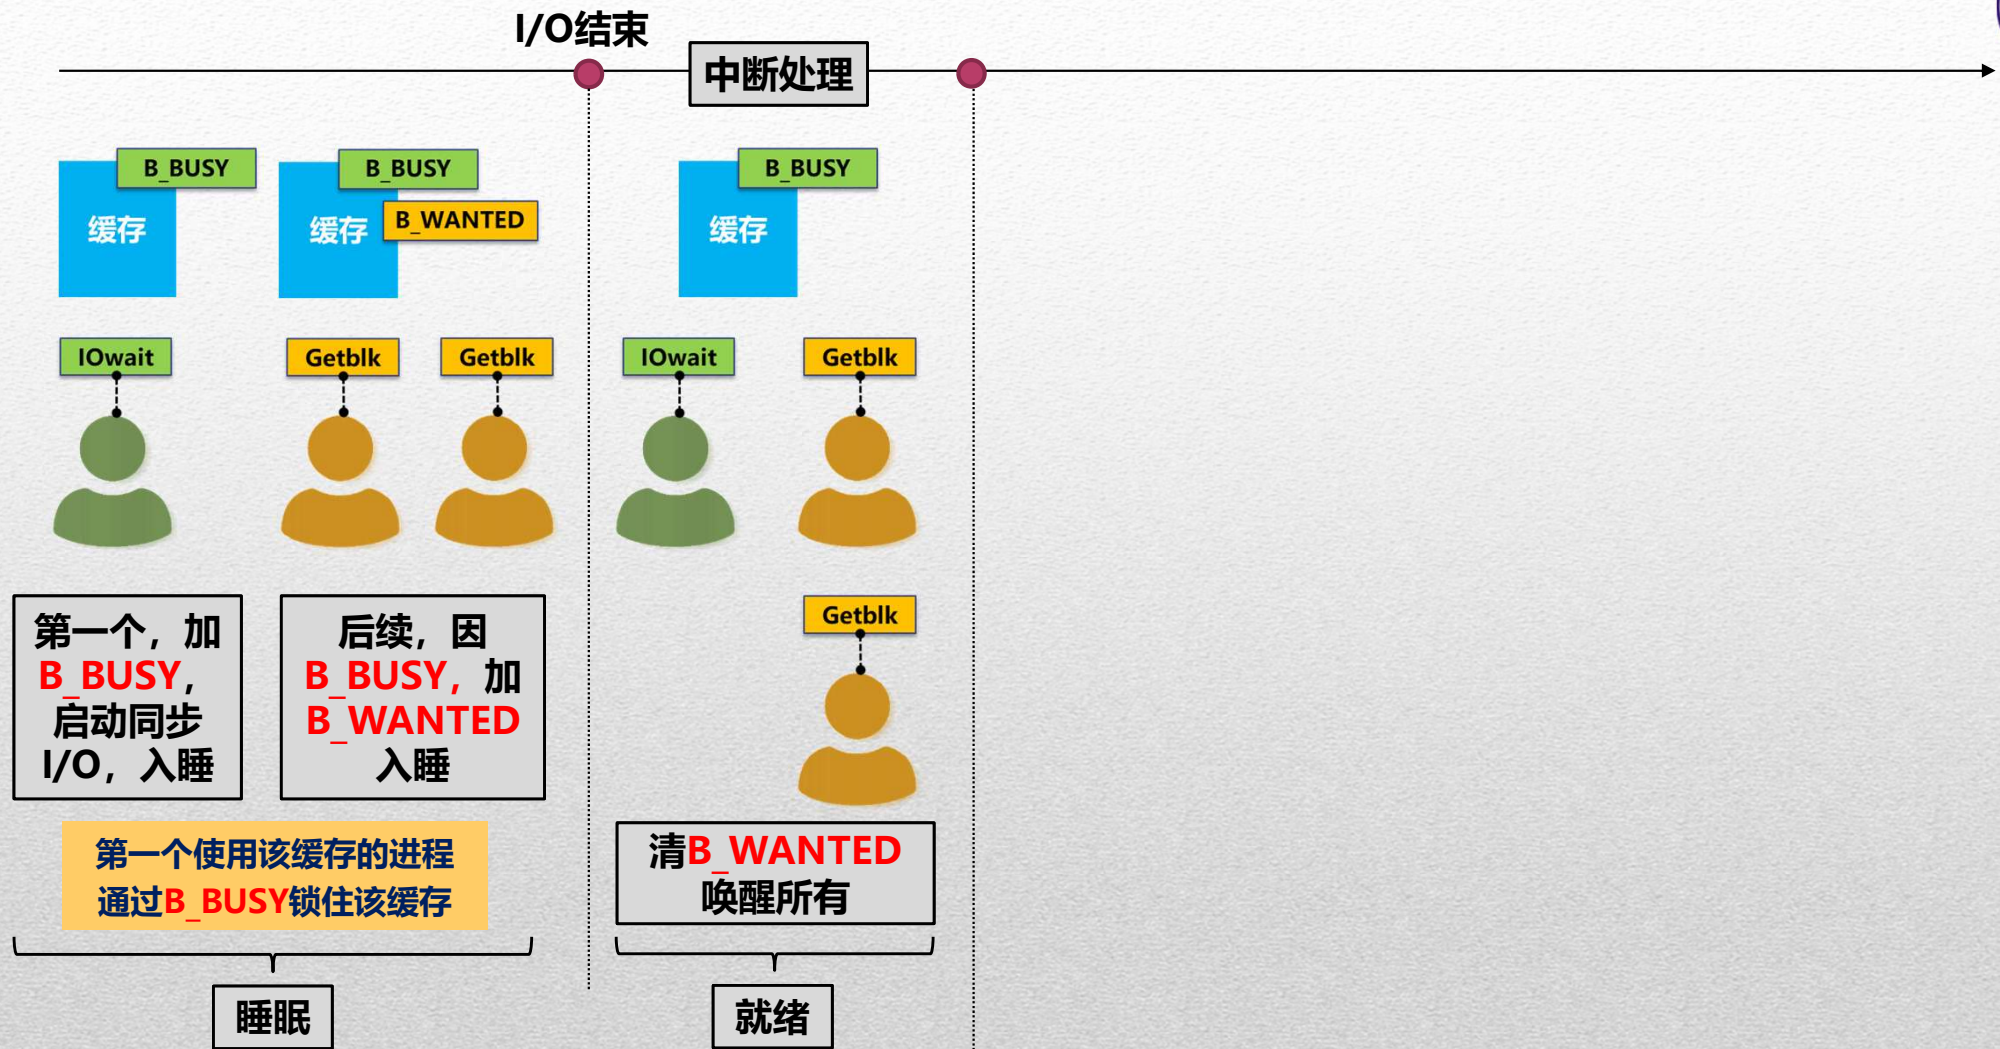 I/O结束
中断处理
B_BUSY
缓存
B_BUSY
B_WANTED
缓存
B_BUSY
缓存
IOwait
Getblk
Getblk
IOwait
Getblk
Getblk
第一个，加
B_BUSY，
启动同步
I/O，入睡
后续，因
B_BUSY，加
B_WANTED
入睡
第一个使用该缓存的进程
通过B_BUSY锁住该缓存
清B_WANTED
唤醒所有
睡眠
就绪